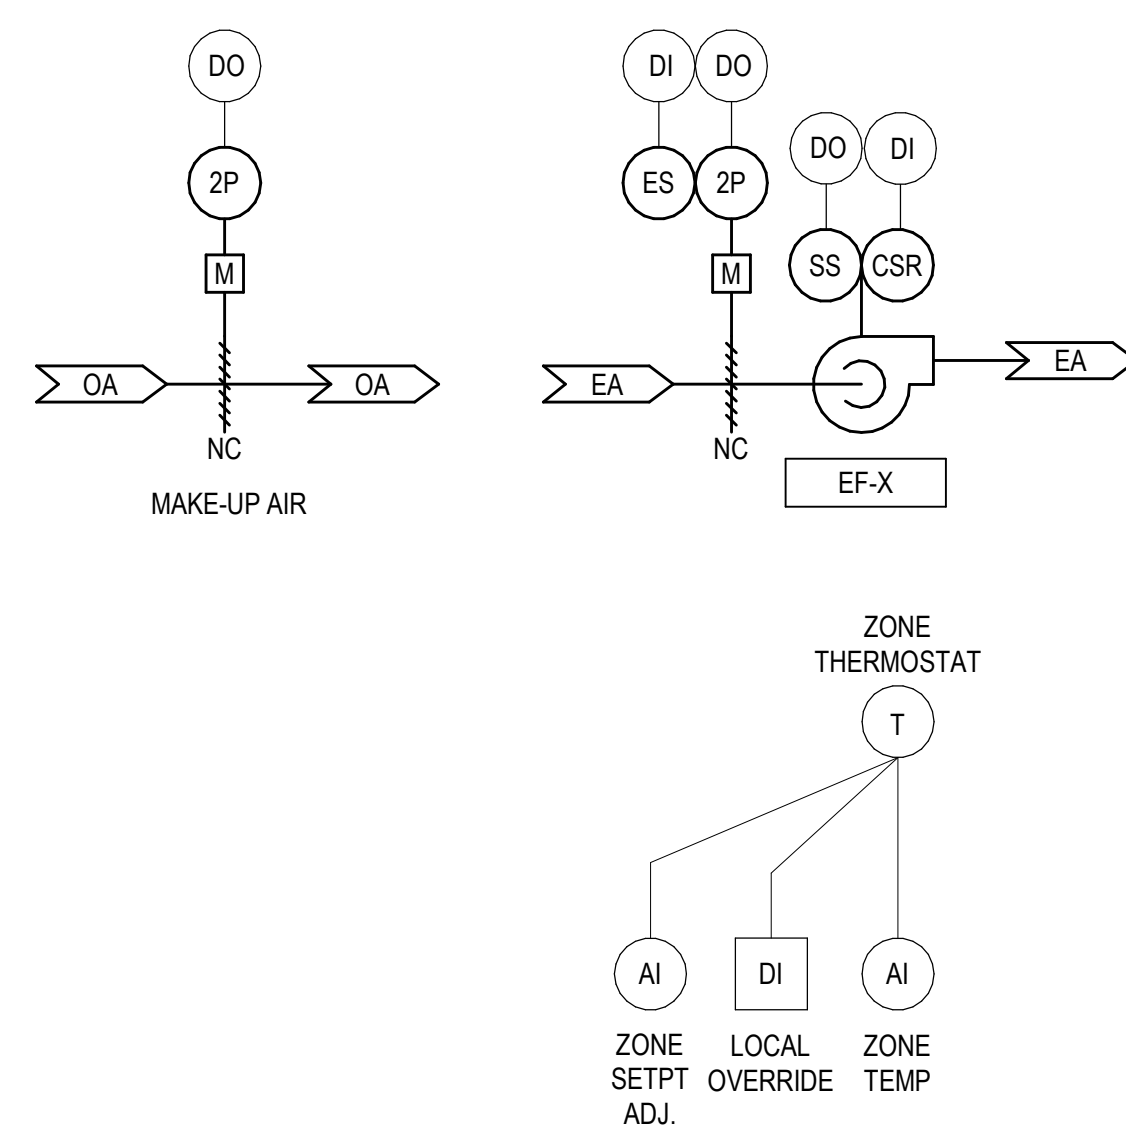 DO
DI DO
DO DI
2P
ES 2P
SS CSR
M
M
OA
OA
EA
EA
NC
NC
MAKE-UP AIR
EF-X
ZONE
THERMOSTAT
T
AI
DI
AI
ZONE
SETPT
ADJ.
LOCAL
OVERRIDE
ZONE
TEMP